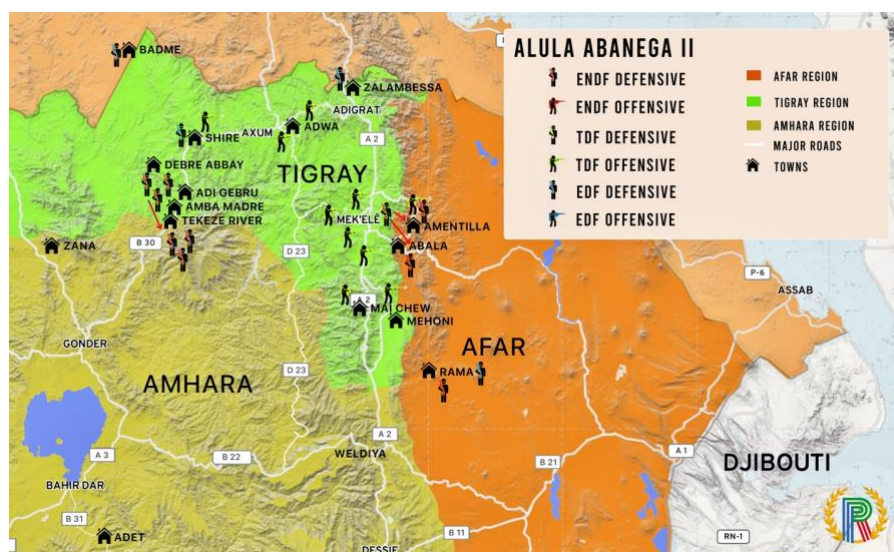 ALULA ABANEGA II
ENDF DEFENSIVE
ENDF OFFENSIVE
TDF DEFENSIVE
TDF OFFENSIVE
EDF DEFENSIVE
EDF OFFENSIVE
AFAR REGION
TIGRAY REGION
AMHARA REGION
MAJOR ROADS
TOWNS
BADME
ZALAMBESSA
ADIGRAT
ADWA
AXUM
SHIRE
A 2
DEBRE ABBAY
TIGRAY
ADI GEBRU
AMBA MADRE
TEKEZE RIVER
MEK'ELĒ
AMENTILLA
ZANA
B 30
D 23
ABALA
P-6
ASSAB
A 2
MAI CHEW
MEHONI
GONDER
AFAR
D 23
RAMA
AMHARA
A 2
WELDIYA
A 3
B 22
A 1
B 21
DJIBOUTI
BAHIR DAR
B 31
ADET
B 11
RN-1
DESSIE
R